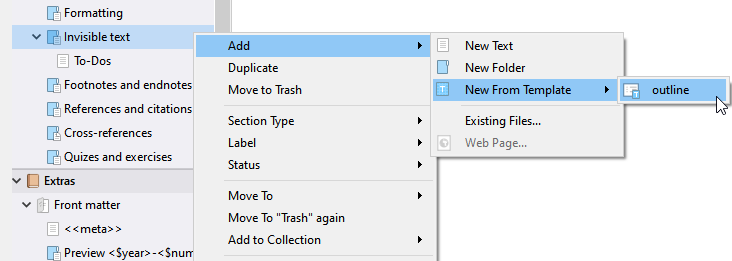 Formatting
Invisible text
To-Dos
Footnotes and endnotes
References and citations
Cross-references
Quizes and exercises
Extras
Front matter
<<meta>>
Preview <$year>-<$num
Add
Duplicate
Move to Trash
Section Type
Label
Status
Move To
Move To "Trash" again
Add to Collection
New Text
New Folder
New From Template
Existing Files...
Web Page...
outline